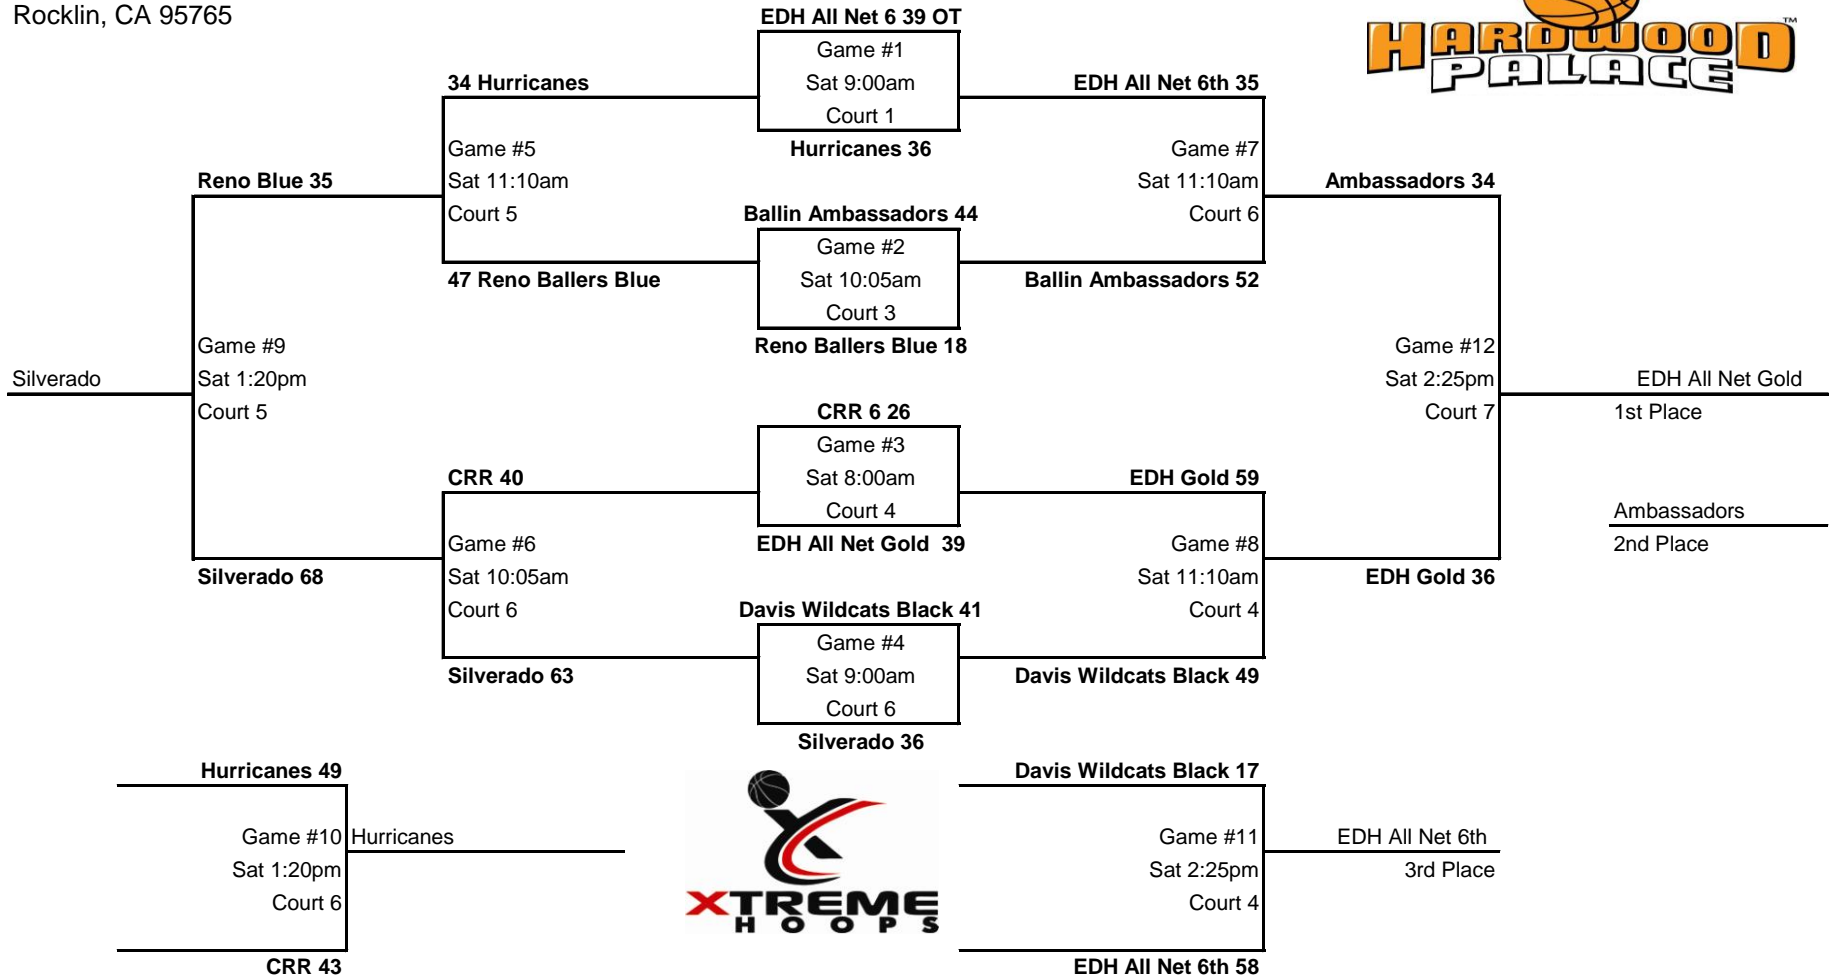 Rocklin, CA 95765
HARDWOOD
PALACE
TM
EDH All Net 6 39 OT
Game #1
Sat 9:00am
Court 1
Hurricanes 36
34 Hurricanes
Game #5
Sat 11:10am
Court 5
47 Reno Ballers Blue
EDH All Net 6th 35
Game #7
Sat 11:10am
Court 6
Ballin Ambassadors 52
Reno Blue 35
Ambassadors 34
Ballin Ambassadors 44
Game #2
Sat 10:05am
Court 3
Reno Ballers Blue 18
Game #9
Sat 1:20pm
Court 5
Silverado
Game #12
Sat 2:25pm
Court 7
EDH All Net Gold
1st Place
CRR 6 26
Game #3
Sat 8:00am
Court 4
EDH All Net Gold 39
CRR 40
Game #6
Sat 10:05am
Court 6
Silverado 63
EDH Gold 59
Game #8
Sat 11:10am
Court 4
Davis Wildcats Black 49
Ambassadors
2nd Place
Silverado 68
EDH Gold 36
Davis Wildcats Black 41
Game #4
Sat 9:00am
Court 6
Silverado 36
Hurricanes 49
Game #10
Sat 1:20pm
Court 6
CRR 43
Hurricanes
XTREME
HOOPS
Davis Wildcats Black 17
Game #11
Sat 2:25pm
Court 4
EDH All Net 6th 58
EDH All Net 6th
3rd Place